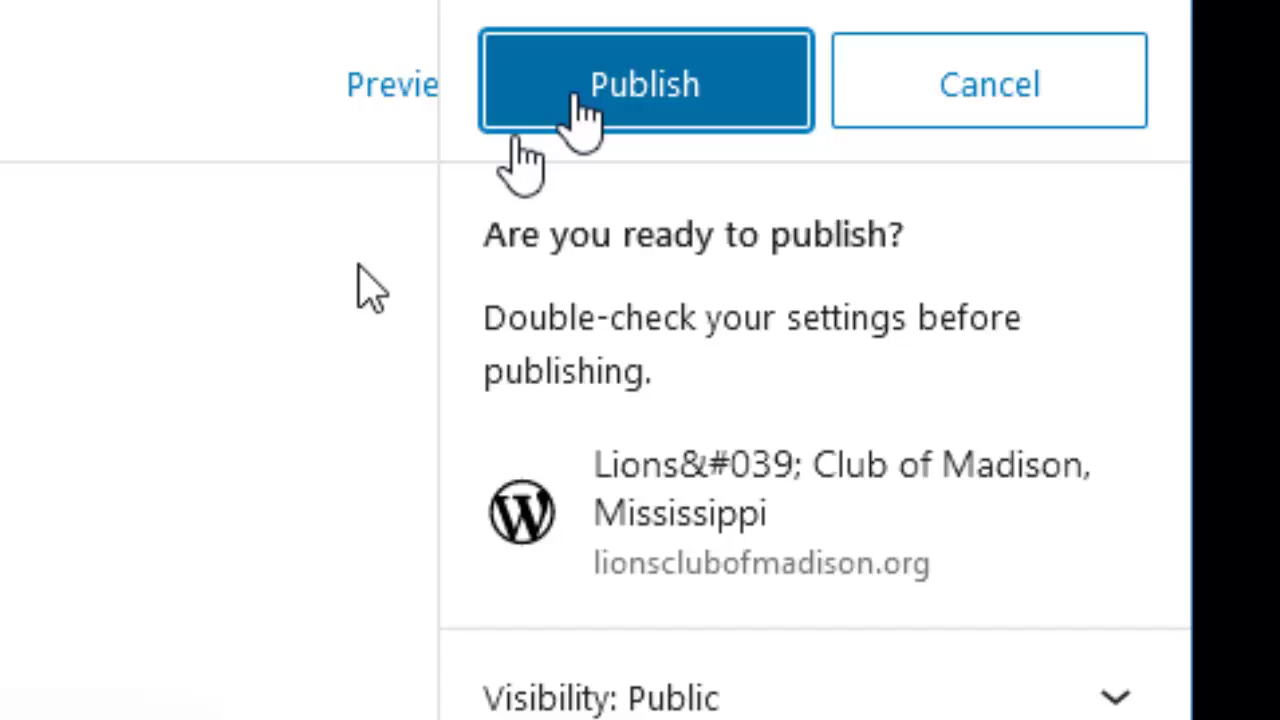 Previe
Publish
Cancel
Are you ready to publish?
Double-check your settings before
publishing.
Lions&#039; Club of Madison,
Mississippi
lionsclubofmadison.org
Visibility: Public